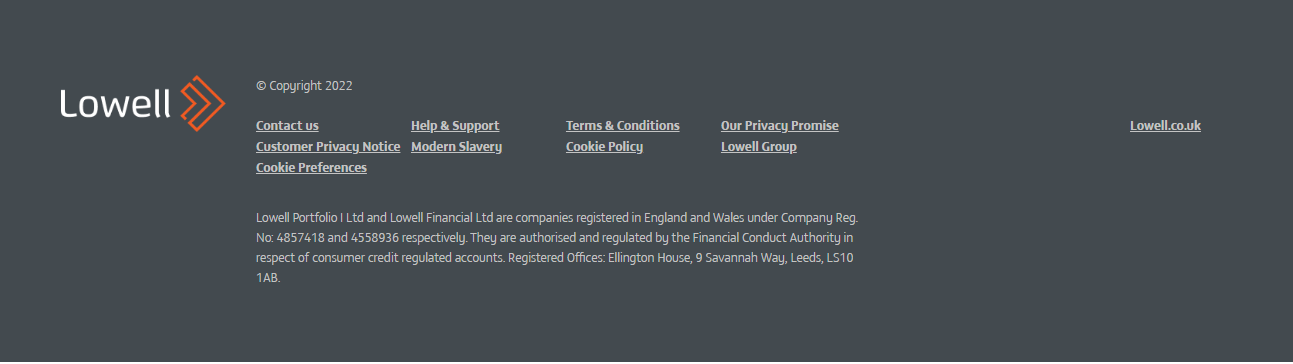 Lowell
© Copyright 2022
Contact us Help & Support Terms & Conditions Our Privacy Promise Lowell.co.uk
Customer Privacy Notice Modern Slavery Cookie Policy Lowell Group
Cookie Preferences
Lowell Portfolio I Ltd and Lowell Financial Ltd are companies registered in England and Wales under Company Reg.
No: 4857418 and 4558936 respectively. They are authorised and regulated by the Financial Conduct Authority in
respect of consumer credit regulated accounts. Registered Offices: Ellington House, 9 Savannah Way, Leeds, LS10
1AB.